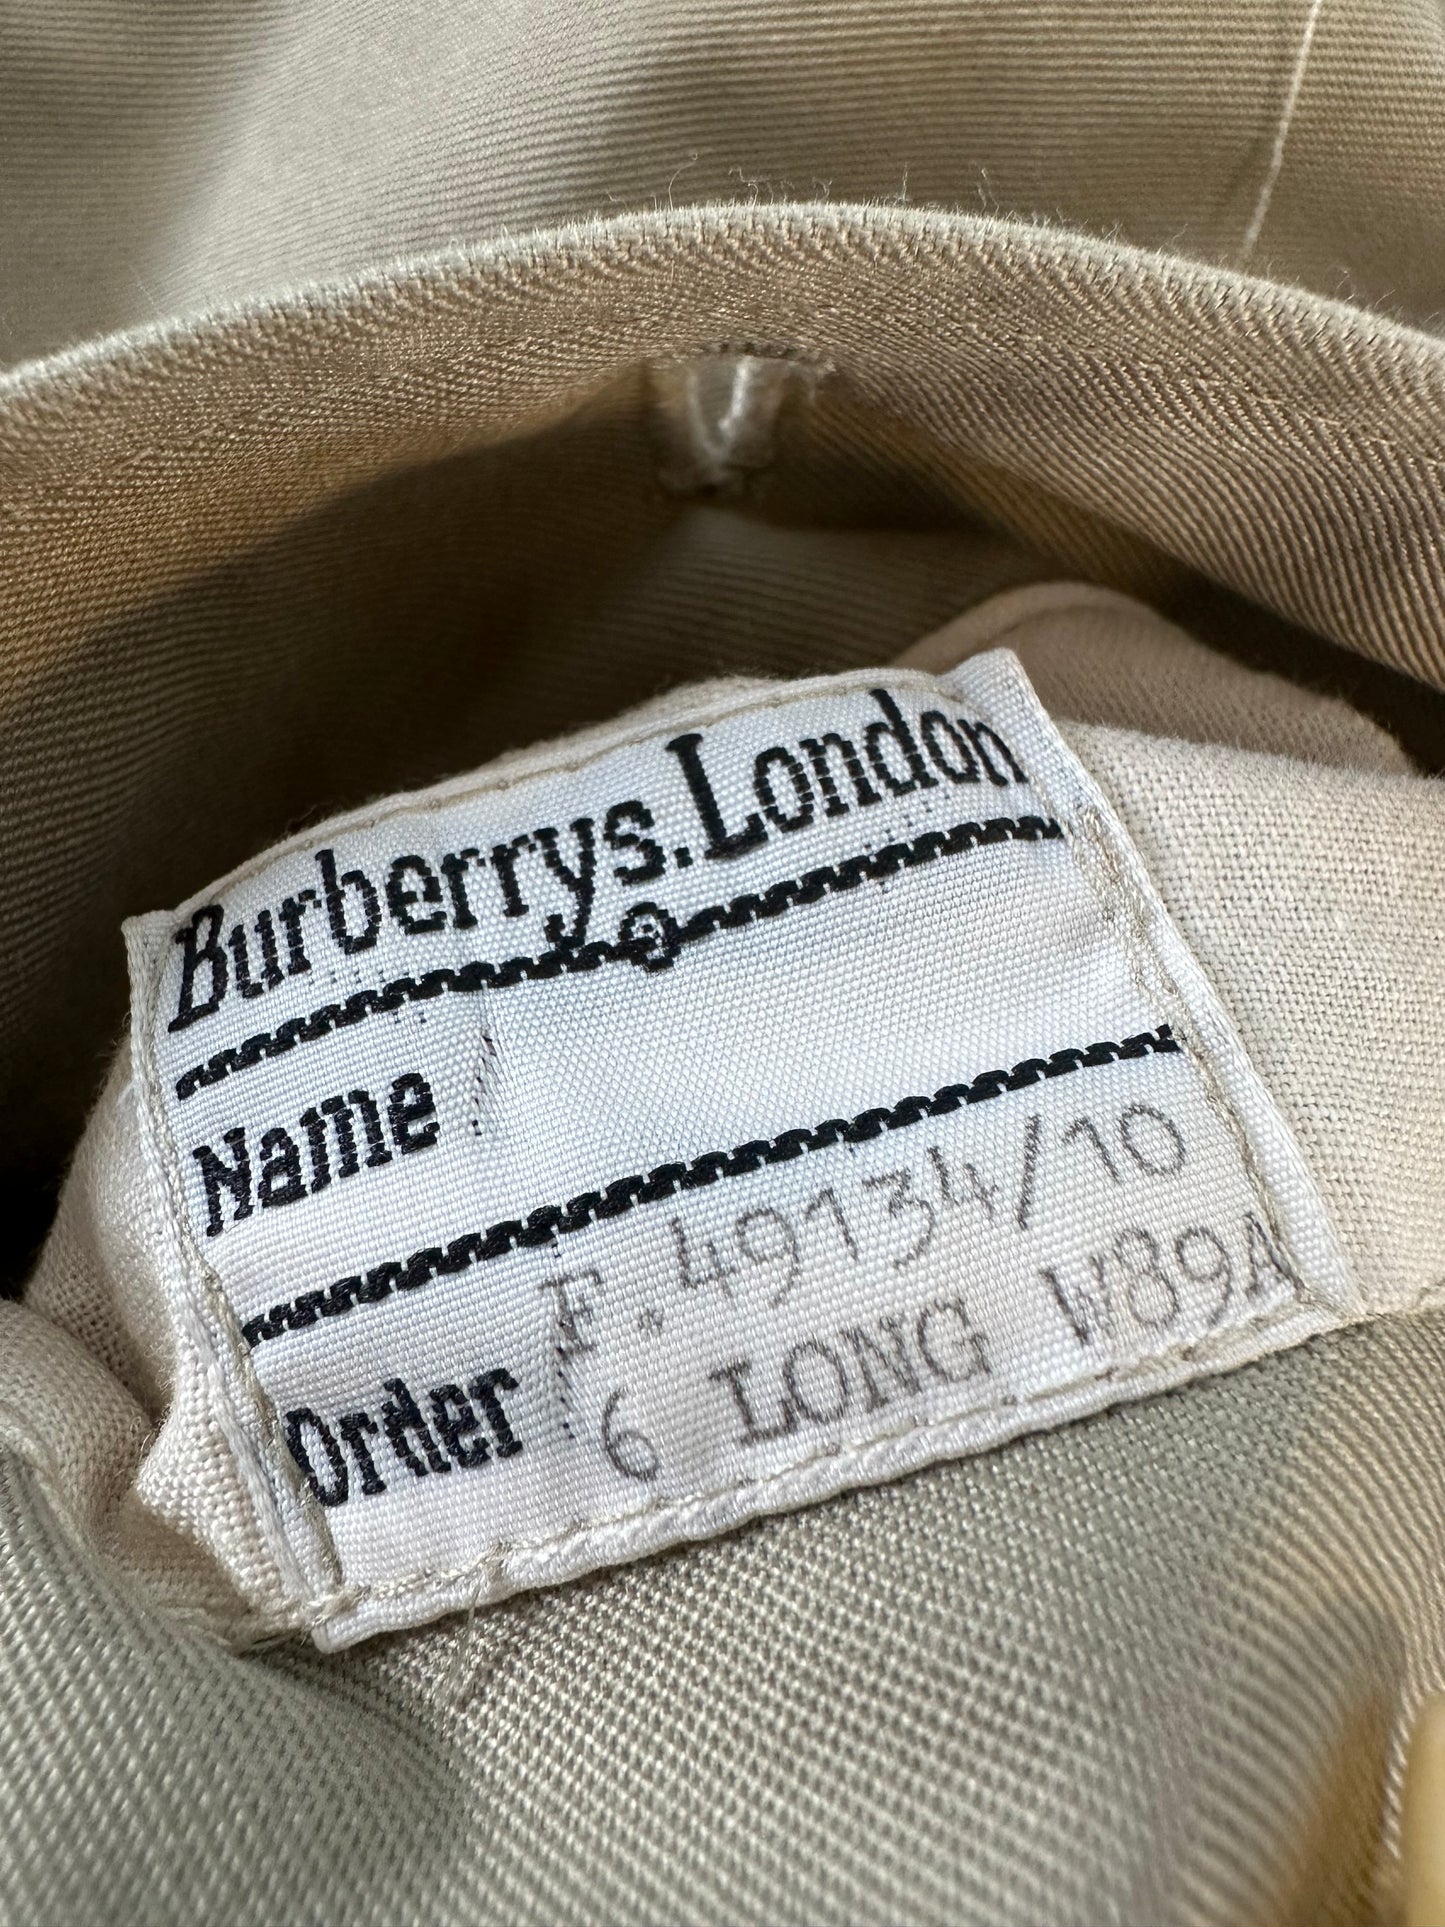 Burberrys. London
Name
F. 49134/10
Order 6 LONG W89A